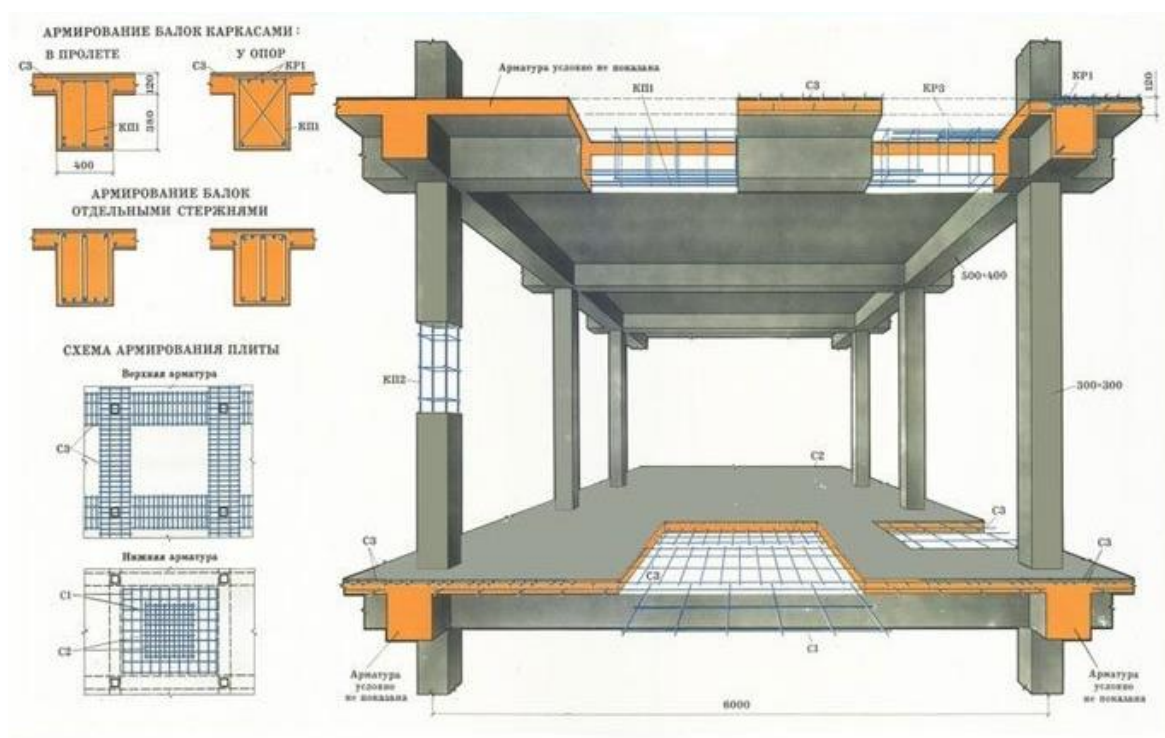 АРМИРОВАНИЕ БАЛОК КАРКАСАМИ:
В ПРОЛЕТЕ
У ОПОР
С3
С3
КР1
120
380
КП1
КП1
400
АРМИРОВАНИЕ БАЛОК
ОТДЕЛЬНЫМИ СТЕРЖНЯМИ
СХЕМА АРМИРОВАНИЯ ПЛИТЫ
Верхняя арматура
С3
Нижняя арматура
С1
С2
Арматура условно не показана
КП1
С3
КР3
КР1
120
500×400
КП2
300×300
С2
С3
С3
С3
С3
С1
Арматура
условно
не показана
6000
Арматура
условно
не показана